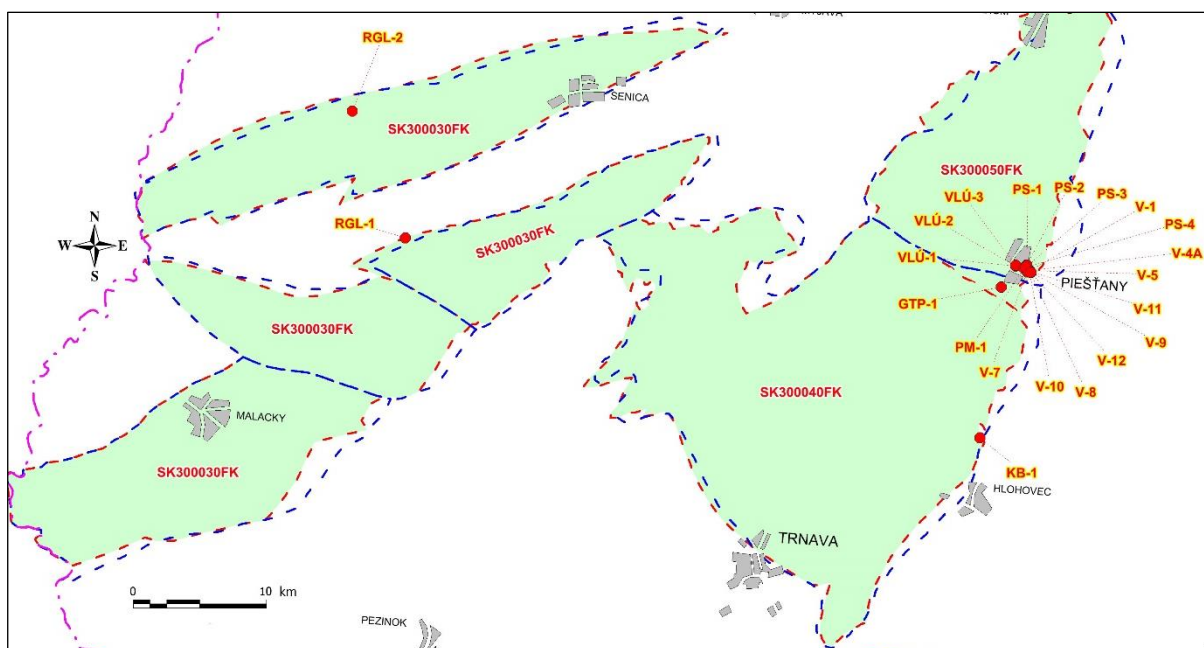 RGL-2
SENICA
SK300030FK
SK300050FK
PS-1
PS-2
PS-3
VLÚ-3
V-1
VLÚ-2
PS-4
N
W E
S
RGL-1
SK300030FK
VLÚ-1
V-4A
V-5
PIEŠŤANY
GTP-1
V-11
SK300030FK
PM-1
V-9
V-7
V-12
V-10
V-8
SK300040FK
MALACKY
SK300030FK
KB-1
HLOHOVEC
TRNAVA
0 10 km
PEZINOK